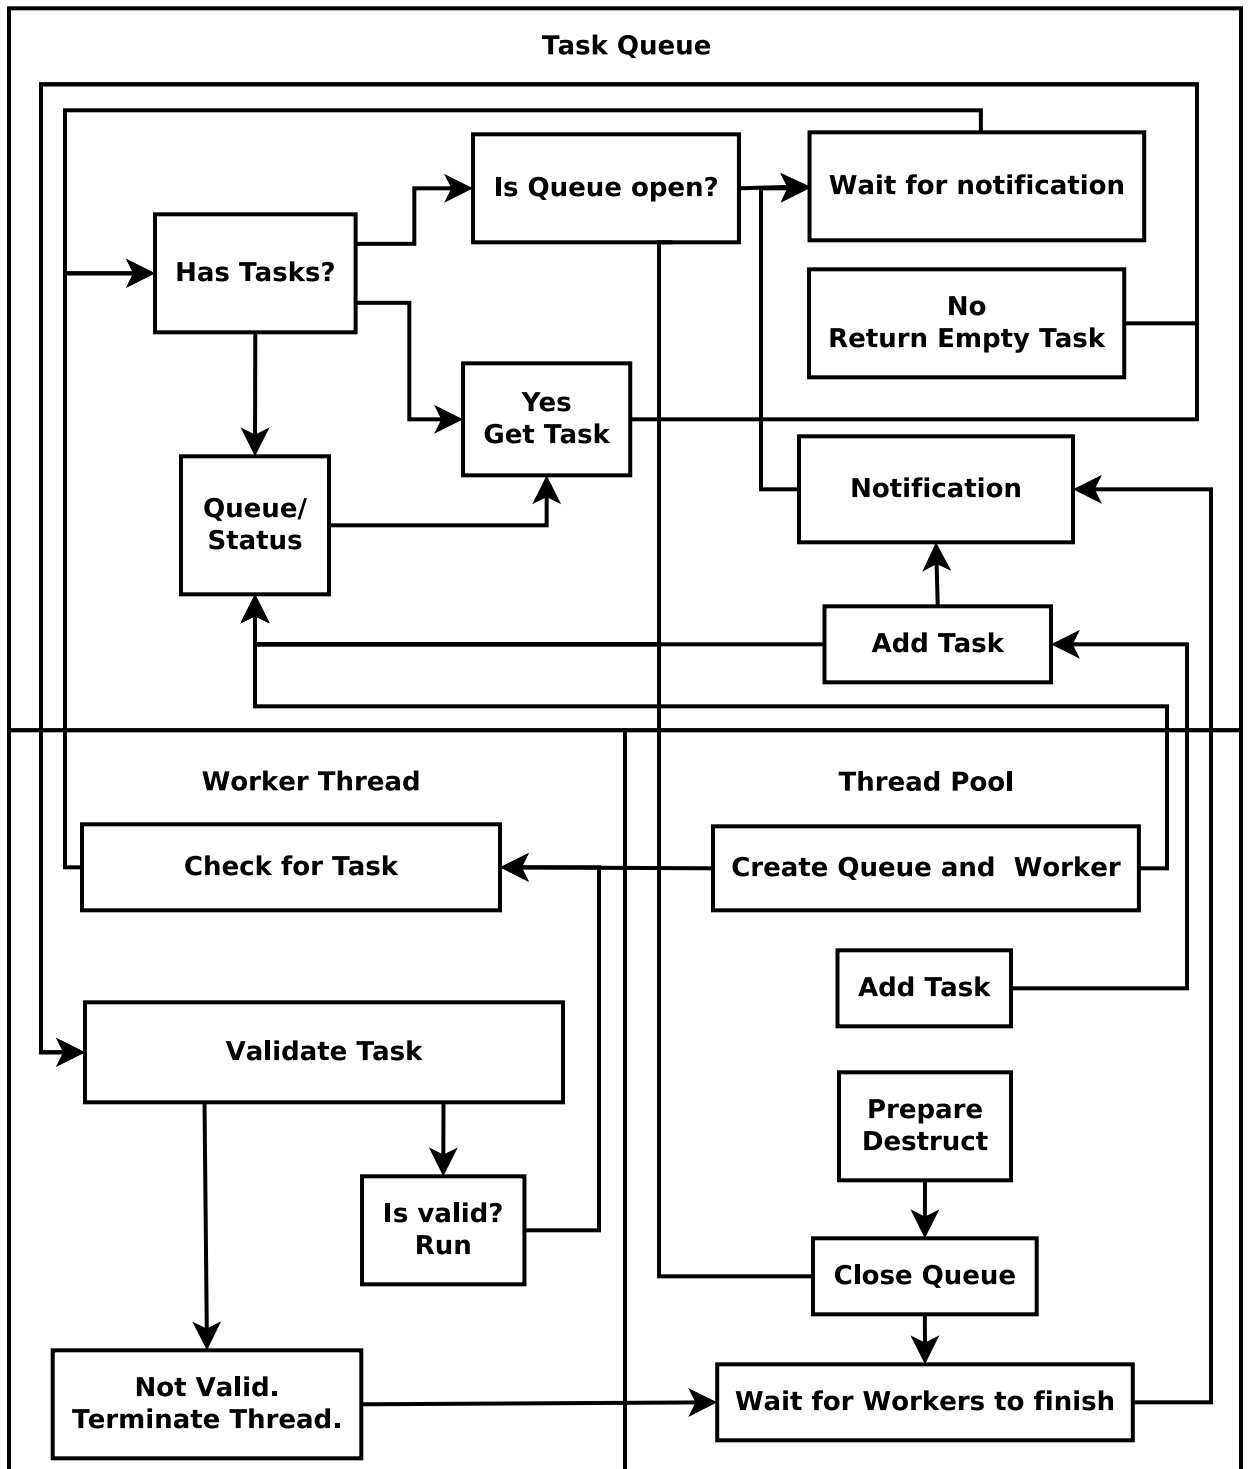 Task Queue
Is Queue open?
Wait for notification
Has Tasks?
No
Return Empty Task
Yes
Get Task
Queue/
Status
Notification
Add Task
Worker Thread
Thread Pool
Check for Task
Create Queue and  Worker
Add Task
Validate Task
Prepare
Destruct
Is valid?
Run
Close Queue
Not Valid.
Terminate Thread.
Wait for Workers to finish